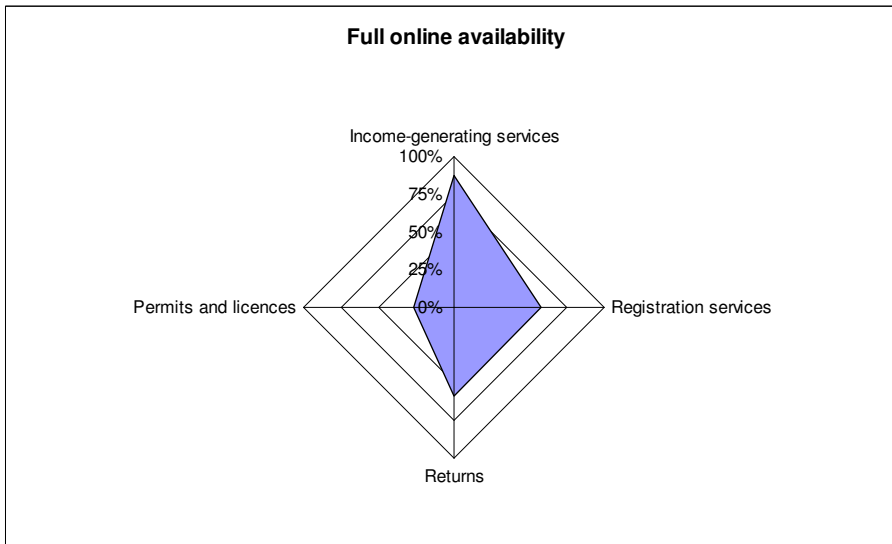 Full online availability
Income-generating services
100%
75%
50%
25%
Permits and licences
0%
Registration services
Returns